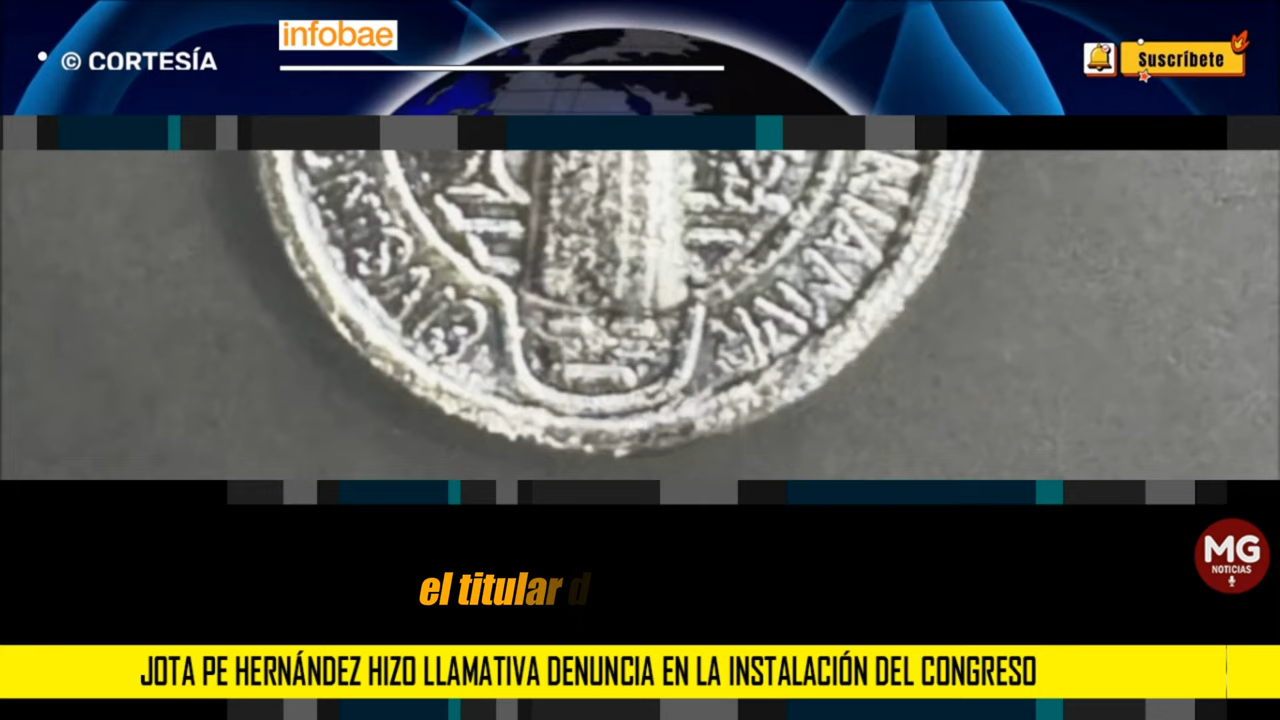 infobae
© CORTESÍA
Suscríbete
MG
NOTICIAS
el titular d
JOTA PE HERNÁNDEZ HIZO LLAMATIVA DENUNCIA EN LA INSTALACIÓN DEL CONGRESO